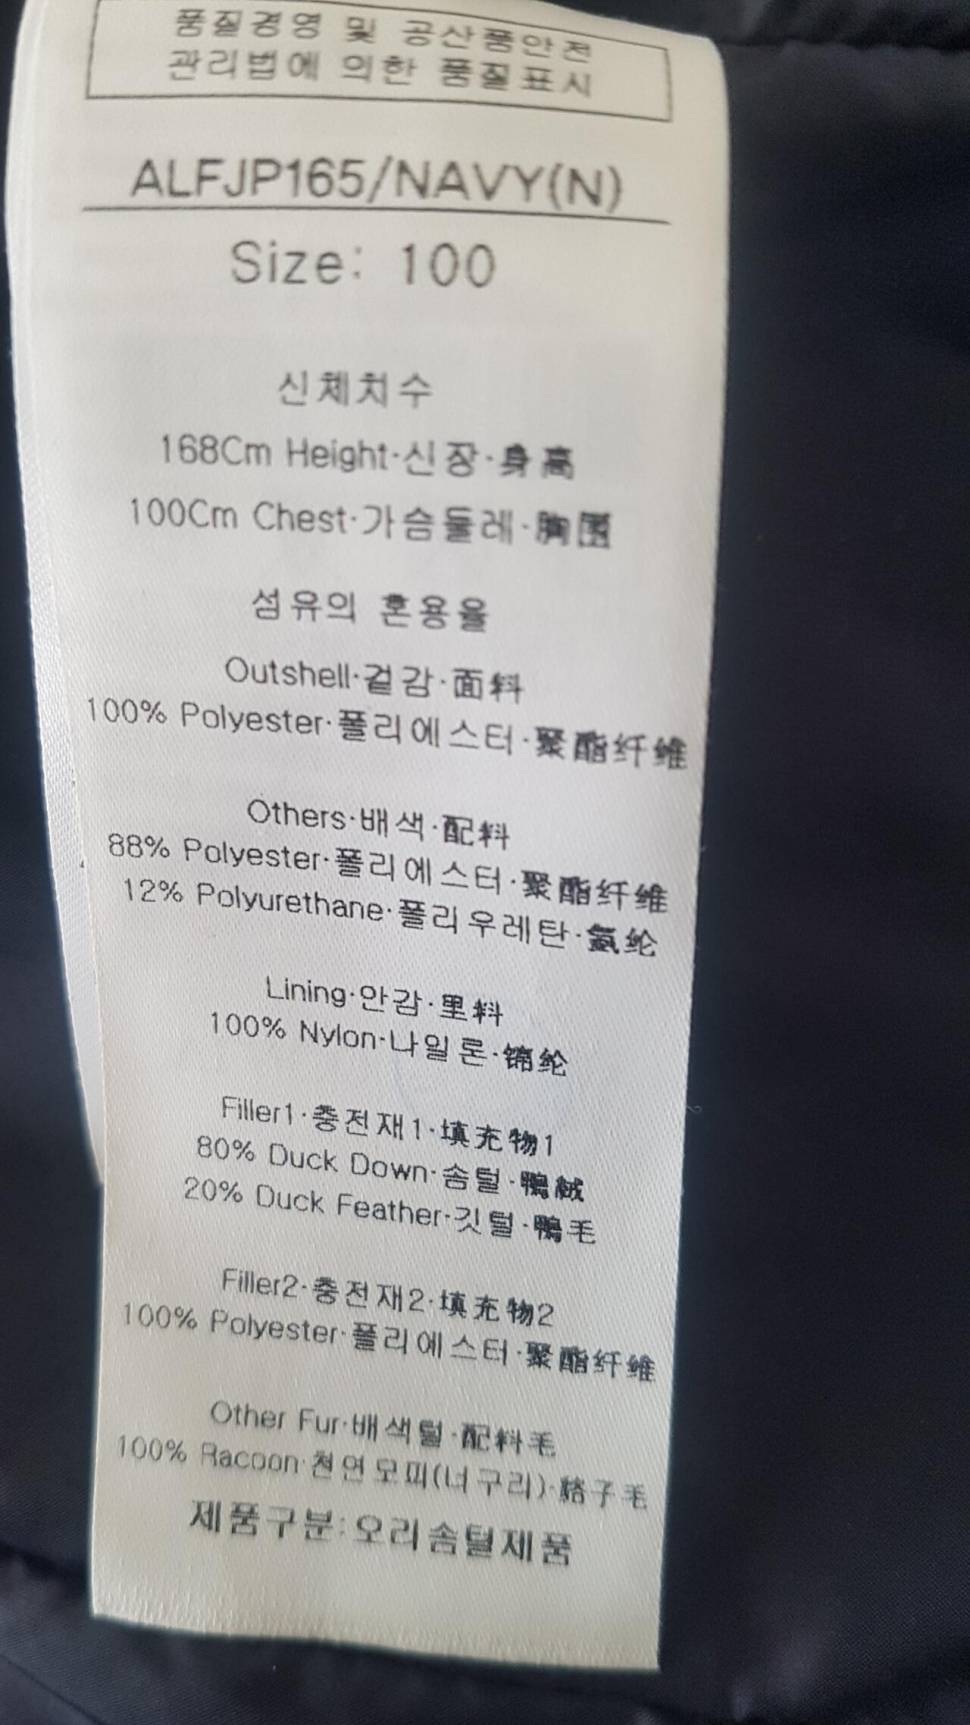 품질경영 및 공산품안전
관리법에 의한 품질표시
ALFJP165/NAVY(N)
Size: 100
신체치수
168Cm Height·신장·身高
100Cm Chest·가슴둘레·胸围
섬유의 혼용율
Outshell·겉감·面料
100% Polyester·폴리에스터·聚酯纤维
Others·배색·配料
88% Polyester·폴리에스터·聚酯纤维
12% Polyurethane·폴리우레탄·氨纶
Lining·안감·里料
100% Nylon·나일론·锦纶
Filler1·충전재1·填充物1
80% Duck Down·솜털·鴨絨
20% Duck Feather·깃털·鴨毛
Filler2·충전재2·填充物2
100% Polyester·폴리에스터·聚酯纤维
Other Fur·배색털·配料毛
100% Racoon·천연모피(너구리)·貉子毛
제품구분:오리솜털제품